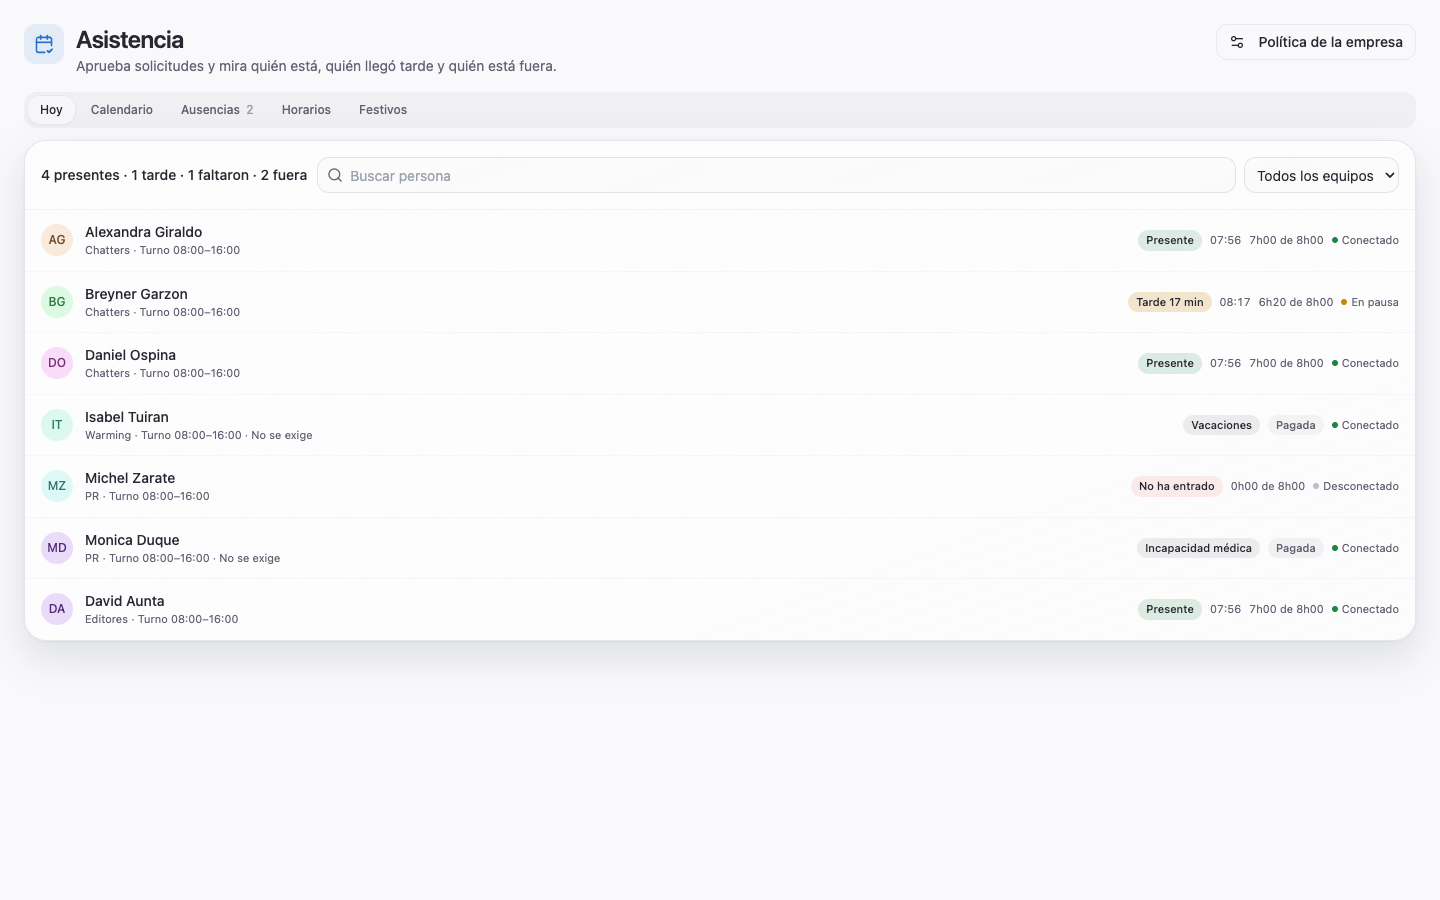 Asistencia
Aprueba solicitudes y mira quién está, quién llegó tarde y quién está fuera.
Política de la empresa
Hoy Calendario Ausencias 2 Horarios Festivos
4 presentes · 1 tarde · 1 faltaron · 2 fuera Buscar persona Todos los equipos
AG Alexandra Giraldo
Chatters · Turno 08:00–16:00
Presente 07:56 7h00 de 8h00 Conectado
BG Breyner Garzon
Chatters · Turno 08:00–16:00
Tarde 17 min 08:17 6h20 de 8h00 En pausa
DO Daniel Ospina
Chatters · Turno 08:00–16:00
Presente 07:56 7h00 de 8h00 Conectado
IT Isabel Tuiran
Warming · Turno 08:00–16:00 · No se exige
Vacaciones Pagada Conectado
MZ Michel Zarate
PR · Turno 08:00–16:00
No ha entrado 0h00 de 8h00 Desconectado
MD Monica Duque
PR · Turno 08:00–16:00 · No se exige
Incapacidad médica Pagada Conectado
DA David Aunta
Editores · Turno 08:00–16:00
Presente 07:56 7h00 de 8h00 Conectado